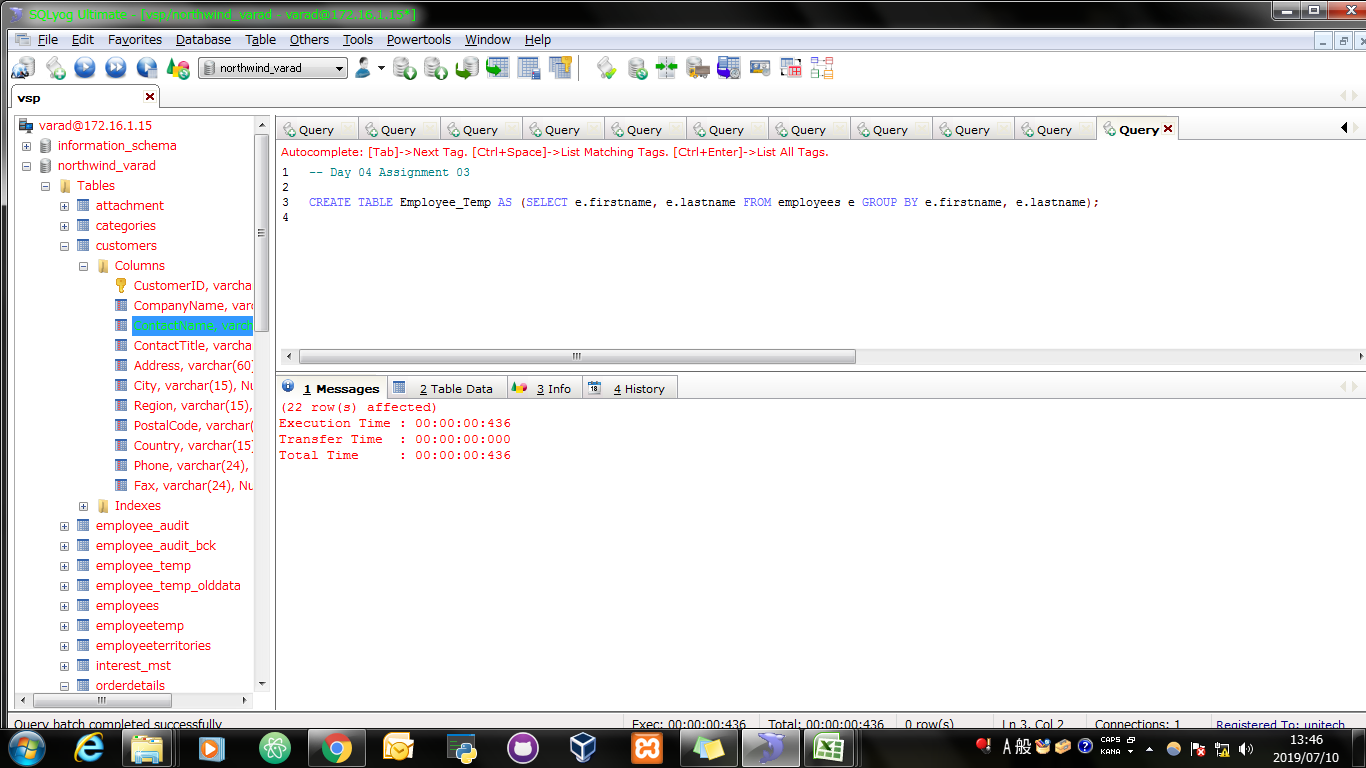 SQLyog Ultimate - [vsp/northwind_varad - varad@172.16.1.15*]
File Edit Favorites Database Table Others Tools Powertools Window Help
northwind_varad
vsp
varad@172.16.1.15
information_schema
northwind_varad
Tables
attachment
categories
customers
Columns
CustomerID, varcha
CompanyName, varc
ContactName, varch
ContactTitle, varcha
Address, varchar(60)
City, varchar(15), Nu
Region, varchar(15),
PostalCode, varchar(
Country, varchar(15)
Phone, varchar(24),
Fax, varchar(24), Nu
Indexes
employee_audit
employee_audit_bck
employee_temp
employee_temp_olddata
employees
employeetemp
employeeterritories
interest_mst
orderdetails
Query Query Query Query Query Query Query Query Query Query Query
Autocomplete: [Tab]->Next Tag. [Ctrl+Space]->List Matching Tags. [Ctrl+Enter]->List All Tags.
1 -- Day 04 Assignment 03
2
3 CREATE TABLE Employee_Temp AS (SELECT e.firstname, e.lastname FROM employees e GROUP BY e.firstname, e.lastname);
4
1 Messages 2 Table Data 3 Info 4 History
(22 row(s) affected)
Execution Time : 00:00:00:436
Transfer Time : 00:00:00:000
Total Time : 00:00:00:436
Query batch completed successfully Exec: 00:00:00:436 Total: 00:00:00:436 0 row(s) Ln 3, Col 2 Connections: 1 Registered To: unitech
A 般 CAPS KANA 13:46
2019/07/10